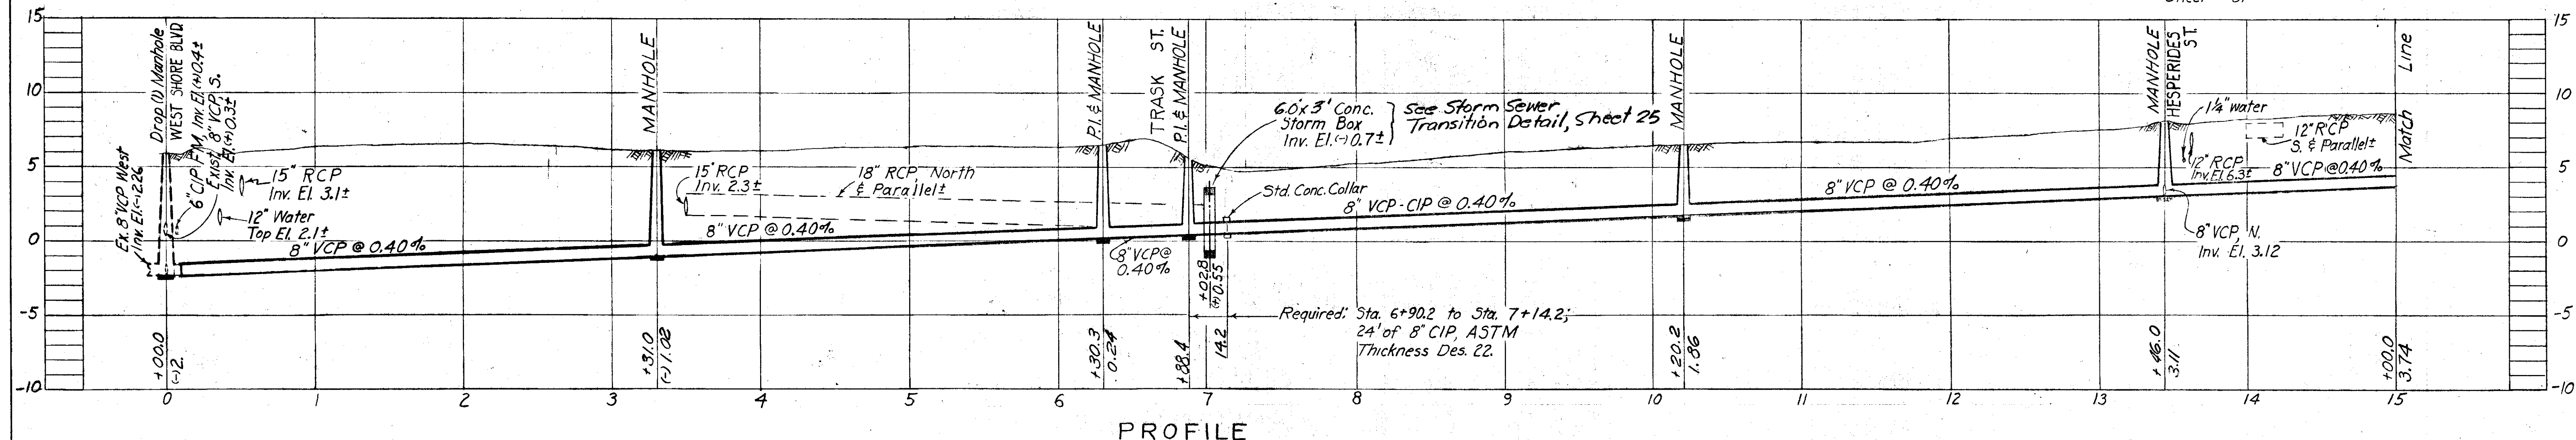 15
10
5
0
-5
-10
Drop (1) Manhole
WEST SHORE BLVD
6" CIP F.M. Inv. El. (+) 0.4±
Exist. 8" VCP, S.
Inv. El. (+) 0.3±
Ex. 8" VCP West
Inv. El. (-) 2.26
15" RCP
Inv. El. 3.1±
12" Water
Top El. 2.1±
8" VCP @ 0.40%
MANHOLE
15" RCP
Inv. 2.3±
18" RCP, North
& Parallel±
8" VCP @ 0.40%
P.I. & MANHOLE
8" VCP @
0.40%
TRASK ST.
P.I. & MANHOLE
6.0' x 3' Conc.
Storm Box
Inv. El. (-) 0.7±
See Storm Sewer
Transition Detail, Sheet 25
Std. Conc. Collar
8" VCP-CIP @ 0.40%
MANHOLE
8" VCP @ 0.40%
MANHOLE
HESPERIDES
ST.
1¼" water
12" RCP
S. & Parallel±
12" RCP
Inv. El. 6.3±
8" VCP @ 0.40%
8" VCP, N.
Inv. El. 3.12
Match Line
15
10
5
0
-5
-10
Required: Sta. 6+90.2 to Sta. 7+14.2;
24' of 8" CIP, ASTM
Thickness Des. 22.
+00.0
(-) 2.
+31.0
(-) 1.02
+30.3
0.24
+88.4
+02.8
(+) 0.55
14.2
+20.2
1.86
+46.0
3.11
+00.0
3.74
0 1 2 3 4 5 6 7 8 9 10 11 12 13 14 15
PROFILE